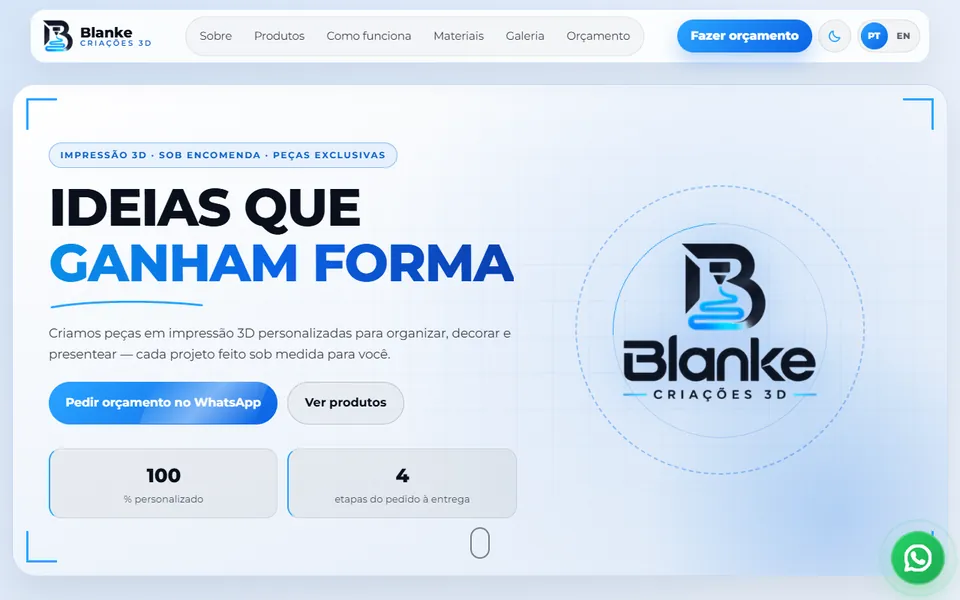 Blanke
CRIAÇÕES 3D
Sobre
Produtos
Como funciona
Materiais
Galeria
Orçamento
Fazer orçamento
PT
EN
IMPRESSÃO 3D · SOB ENCOMENDA · PEÇAS EXCLUSIVAS
IDEIAS QUE
GANHAM FORMA
Criamos peças em impressão 3D personalizadas para organizar, decorar e
presentear — cada projeto feito sob medida para você.
Pedir orçamento no WhatsApp
Ver produtos
100
% personalizado
4
etapas do pedido à entrega
B
Blanke
CRIAÇÕES 3D